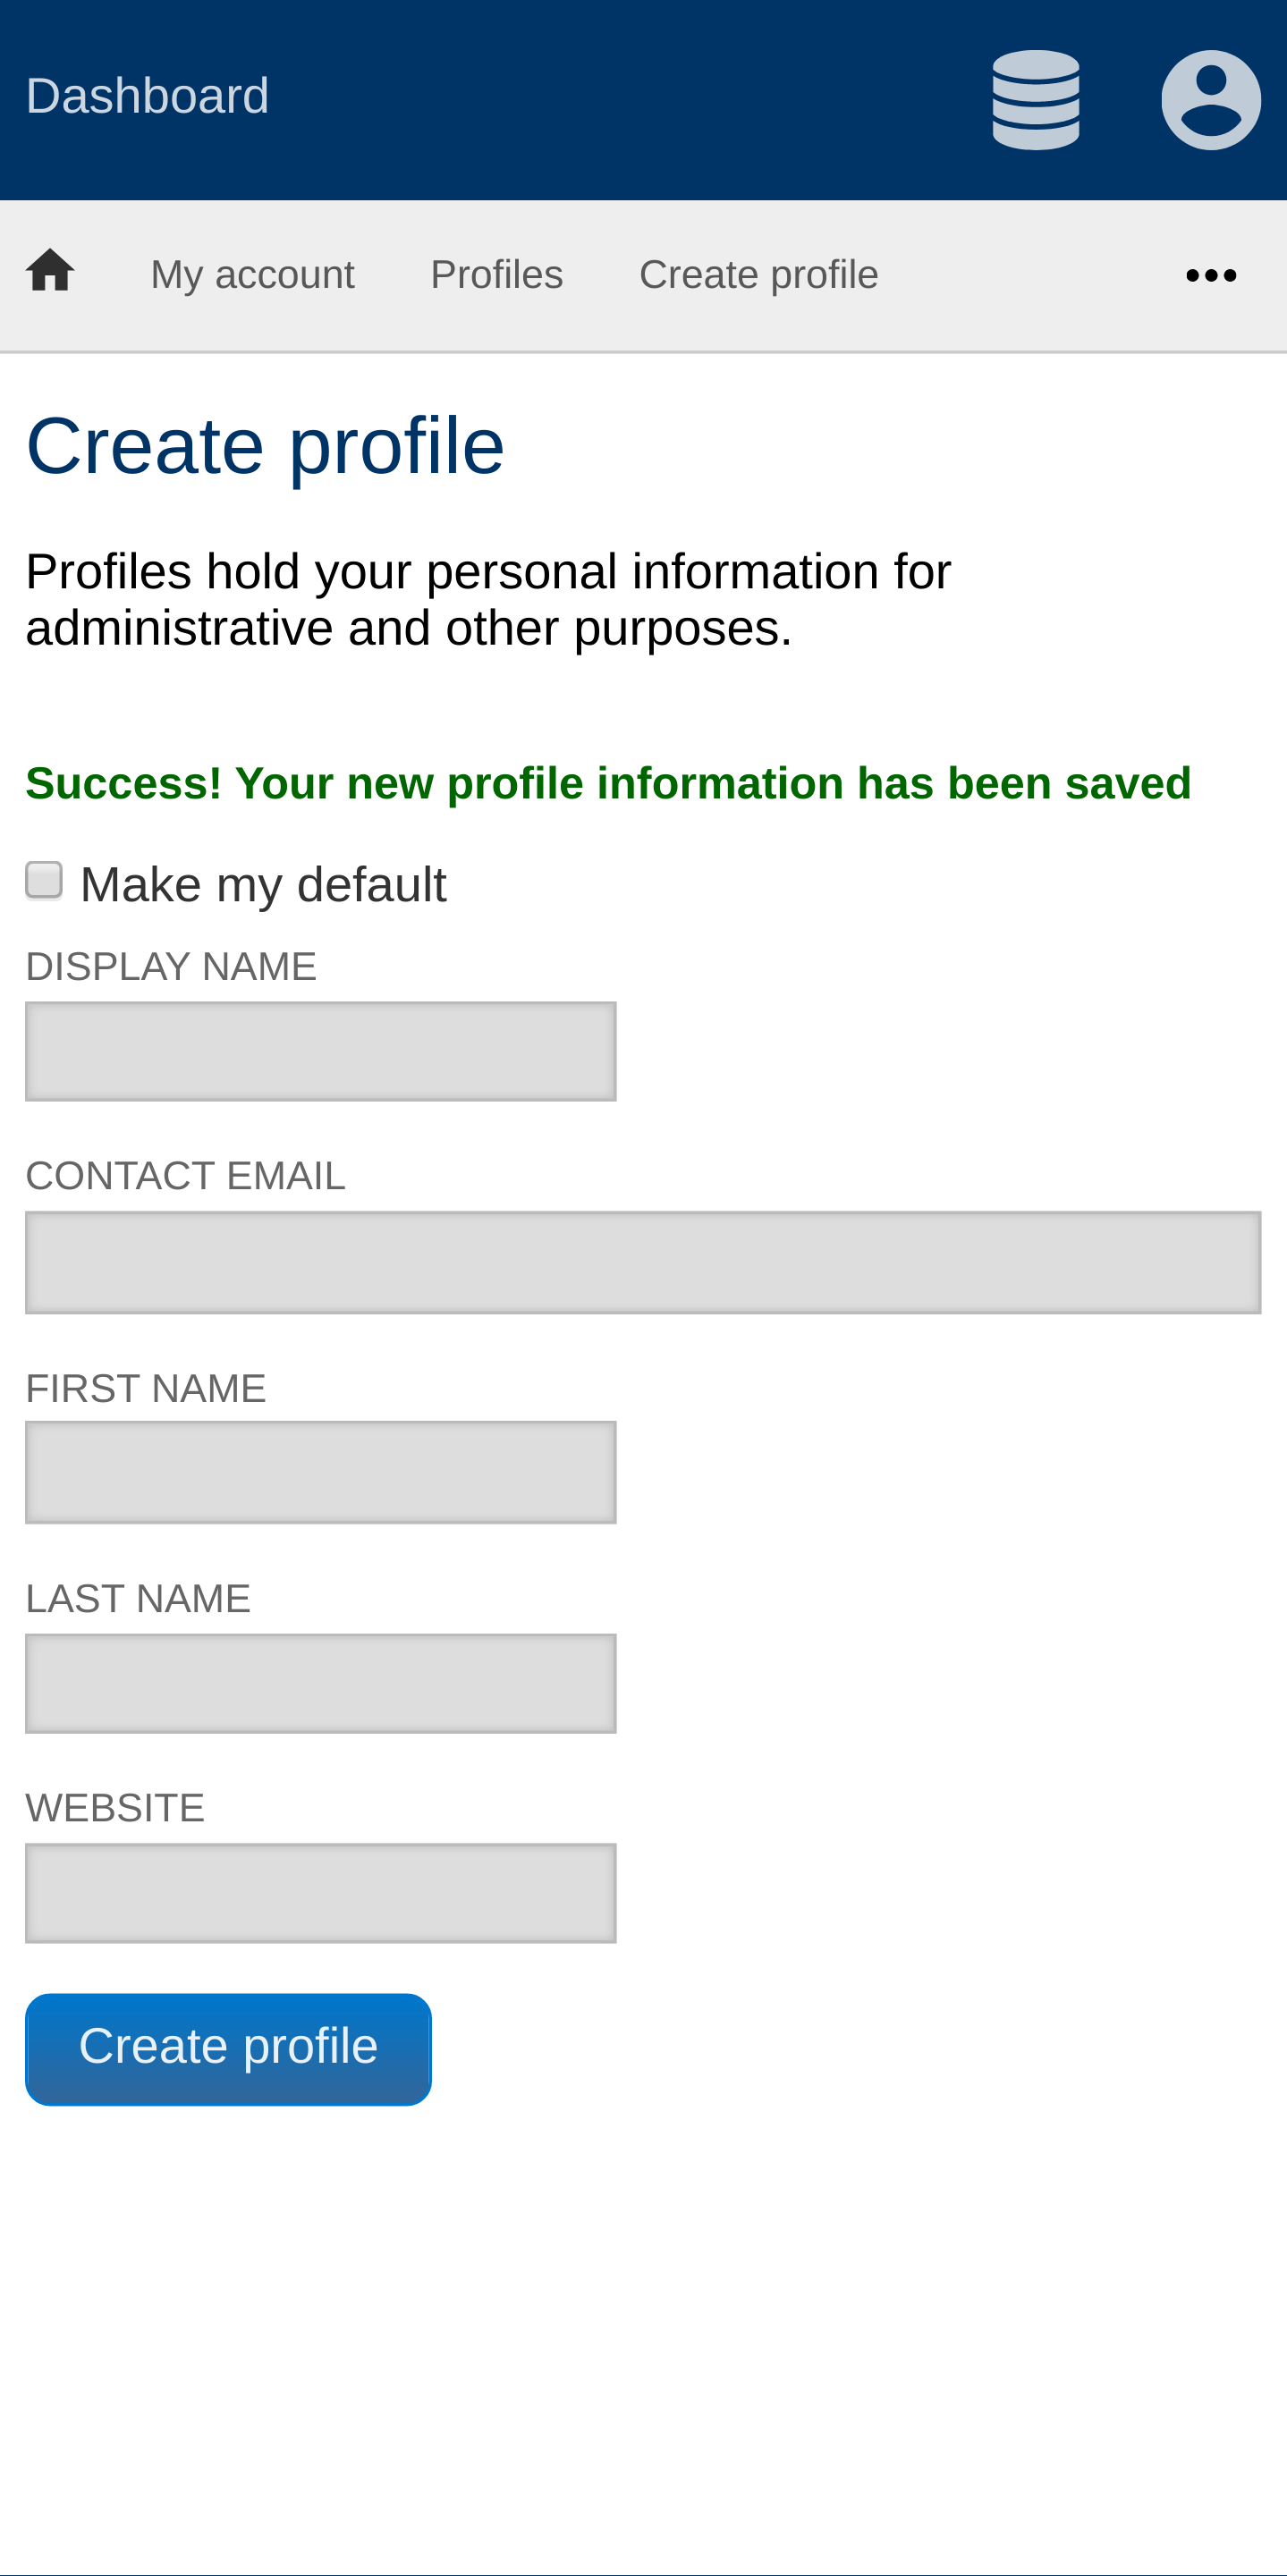 Dashboard
My account Profiles Create profile
Create profile
Profiles hold your personal information for
administrative and other purposes.
Success! Your new profile information has been saved
Make my default
DISPLAY NAME
CONTACT EMAIL
FIRST NAME
LAST NAME
WEBSITE
Create profile